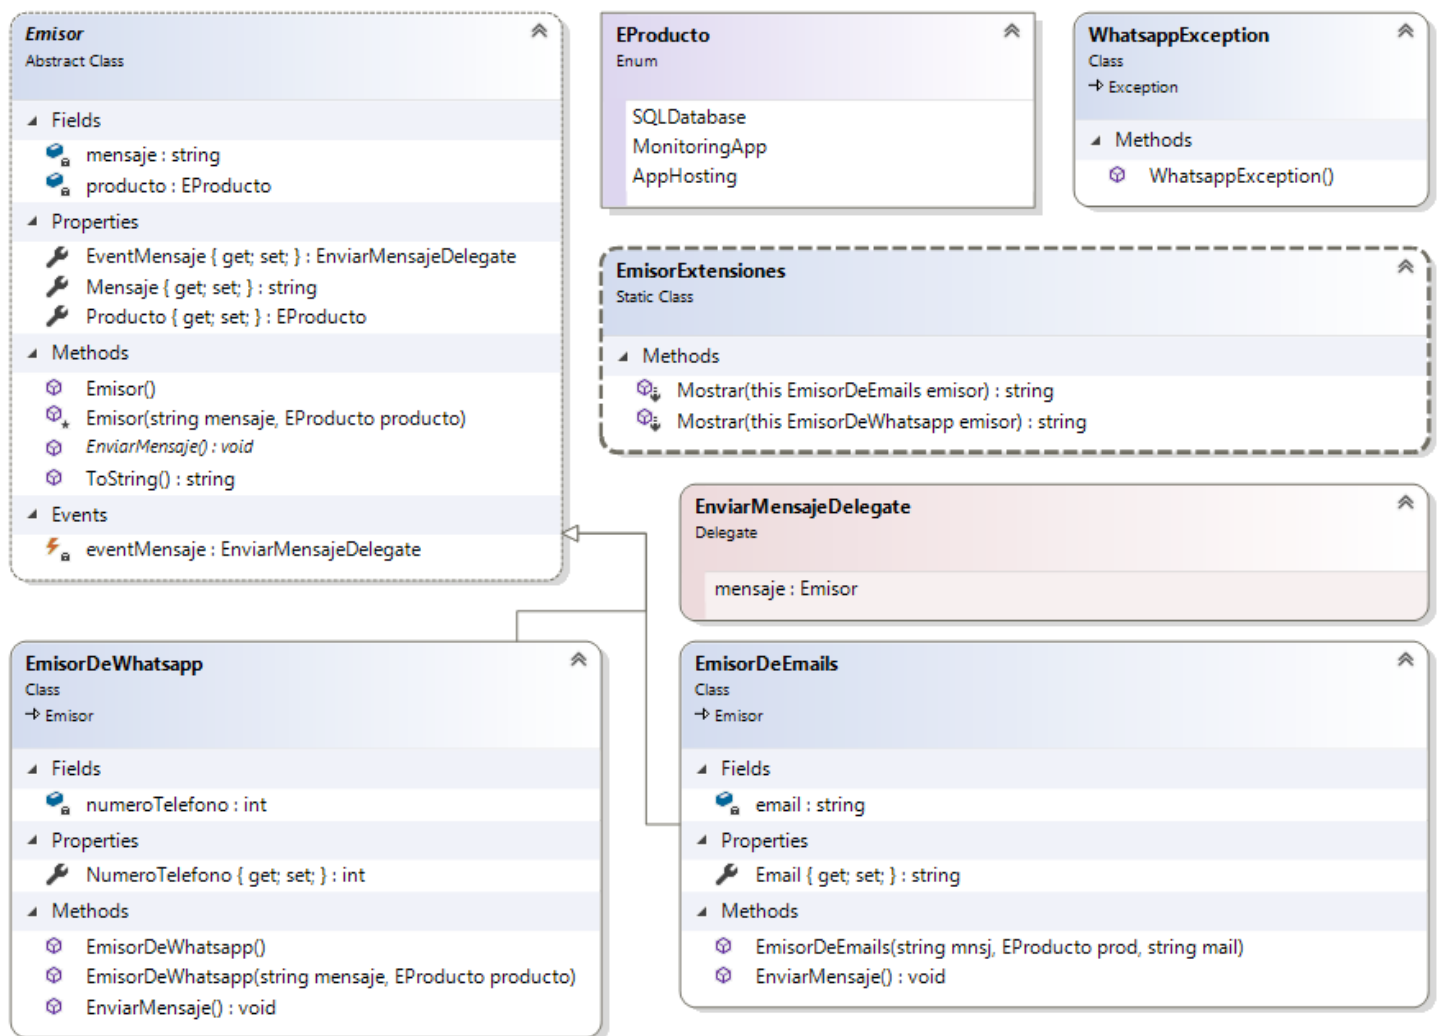 Emisor
Abstract Class
Fields
mensaje : string
producto : EProducto
Properties
EventMensaje { get; set; } : EnviarMensajeDelegate
Mensaje { get; set; } : string
Producto { get; set; } : EProducto
Methods
Emisor()
Emisor(string mensaje, EProducto producto)
EnviarMensaje() : void
ToString() : string
Events
eventMensaje : EnviarMensajeDelegate
EProducto
Enum
SQLDatabase
MonitoringApp
AppHosting
WhatsappException
Class
Exception
Methods
WhatsappException()
EmisorExtensiones
Static Class
Methods
Mostrar(this EmisorDeEmails emisor) : string
Mostrar(this EmisorDeWhatsapp emisor) : string
EnviarMensajeDelegate
Delegate
mensaje : Emisor
EmisorDeWhatsapp
Class
Emisor
Fields
numeroTelefono : int
Properties
NumeroTelefono { get; set; } : int
Methods
EmisorDeWhatsapp()
EmisorDeWhatsapp(string mensaje, EProducto producto)
EnviarMensaje() : void
EmisorDeEmails
Class
Emisor
Fields
email : string
Properties
Email { get; set; } : string
Methods
EmisorDeEmails(string mnsj, EProducto prod, string mail)
EnviarMensaje() : void